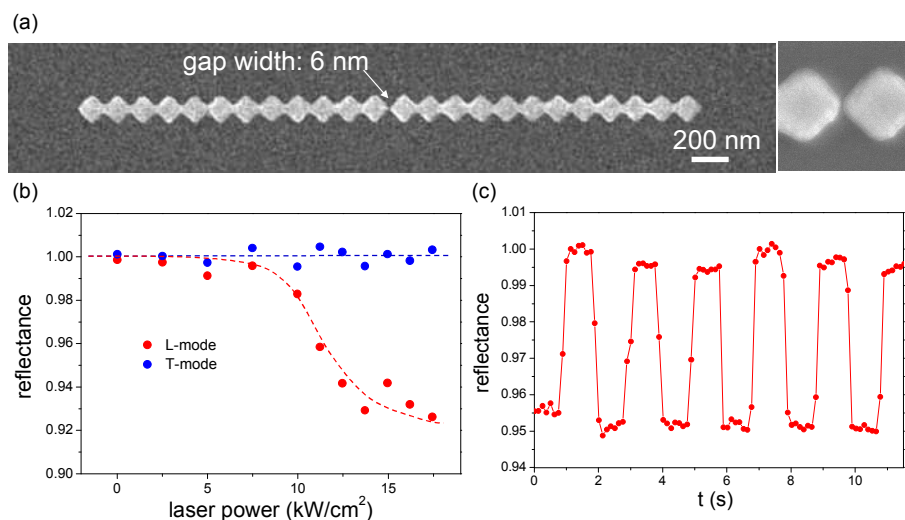 (a)
gap width: 6 nm
200 nm
(b)
1.02
1.00
0.98
0.96
0.94
0.92
0.90
reflectance
L-mode
T-mode
0
5
10
15
laser power (kW/cm²)
(c)
1.01
1.00
0.99
0.98
0.97
0.96
0.95
0.94
reflectance
0
2
4
6
8
10
t (s)